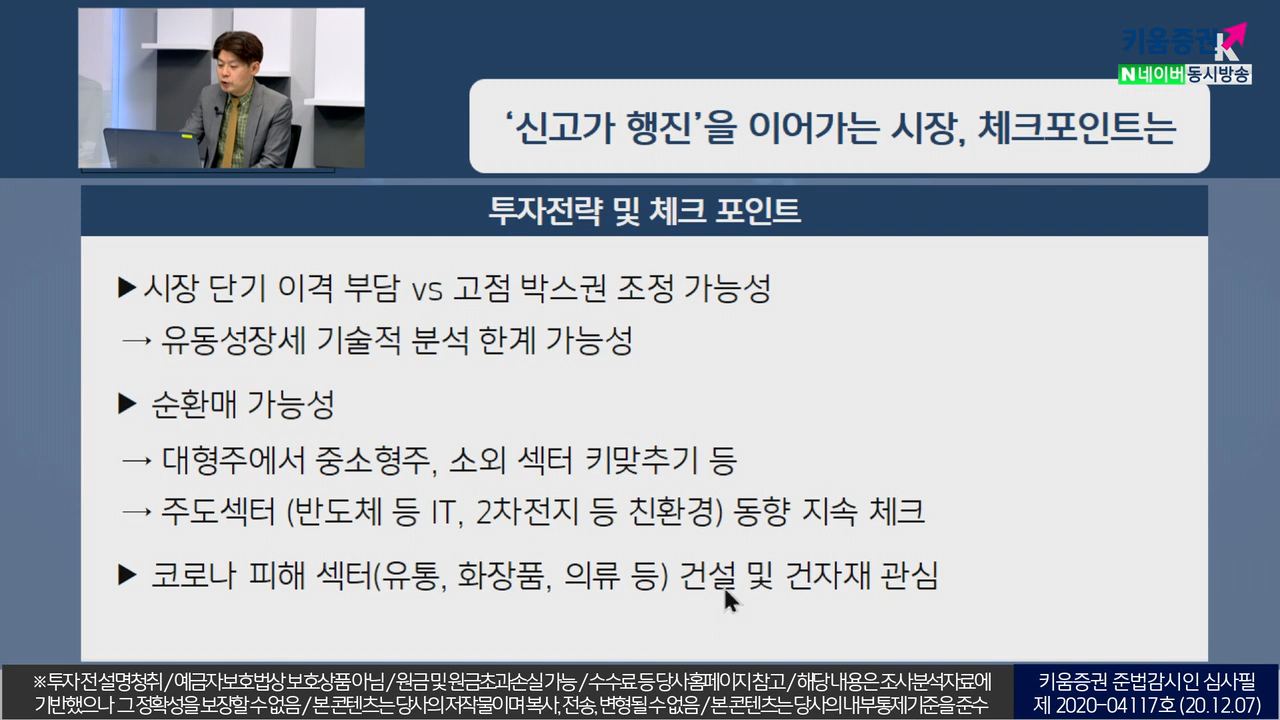 키움증권
K
N 네이버 동시방송
‘신고가 행진’을 이어가는 시장, 체크포인트는
투자전략 및 체크 포인트
▶시장 단기 이격 부담 vs 고점 박스권 조정 가능성
→ 유동성장세 기술적 분석 한계 가능성
▶ 순환매 가능성
→ 대형주에서 중소형주, 소외 섹터 키맞추기 등
→ 주도섹터 (반도체 등 IT, 2차전지 등 친환경) 동향 지속 체크
▶ 코로나 피해 섹터(유통, 화장품, 의류 등) 건설 및 건자재 관심
※ 투자 전 설명청취 / 예금자보호법상 보호상품 아님 / 원금 및 원금초과손실 가능 / 수수료 등 당사홈페이지 참고 / 해당 내용은 조사분석자료에
기반했으나 그 정확성을 보장할 수 없음 / 본 콘텐츠는 당사의 저작물이며 복사, 전송, 변형될 수 없음 / 본 콘텐츠는 당사의 내부통제기준을 준수
키움증권 준법감시인 심사필
제 2020-04117호 (20.12.07)